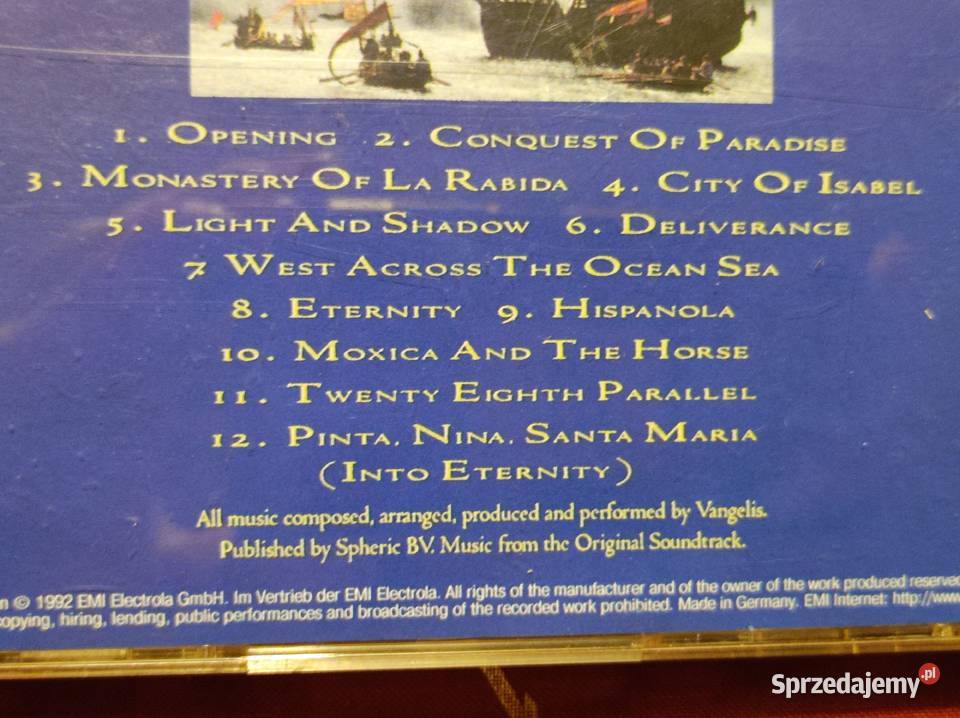 1. Opening 2. Conquest Of Paradise
3. Monastery Of La Rabida 4. City Of Isabel
5. Light And Shadow 6. Deliverance
7 West Across The Ocean Sea
8. Eternity 9. Hispanola
10. Moxica And The Horse
11. Twenty Eighth Parallel
12. Pinta, Nina, Santa Maria
(Into Eternity)
All music composed, arranged, produced and performed by Vangelis.
Published by Spheric BV. Music from the Original Soundtrack.
© 1992 EMI Electrola GmbH. Im Vertrieb der EMI Electrola. All rights of the manufacturer and of the owner of the work produced reserved
copying, hiring, lending, public performances and broadcasting of the recorded work prohibited. Made in Germany. EMI Internet: http://www
Sprzedajemy.pl